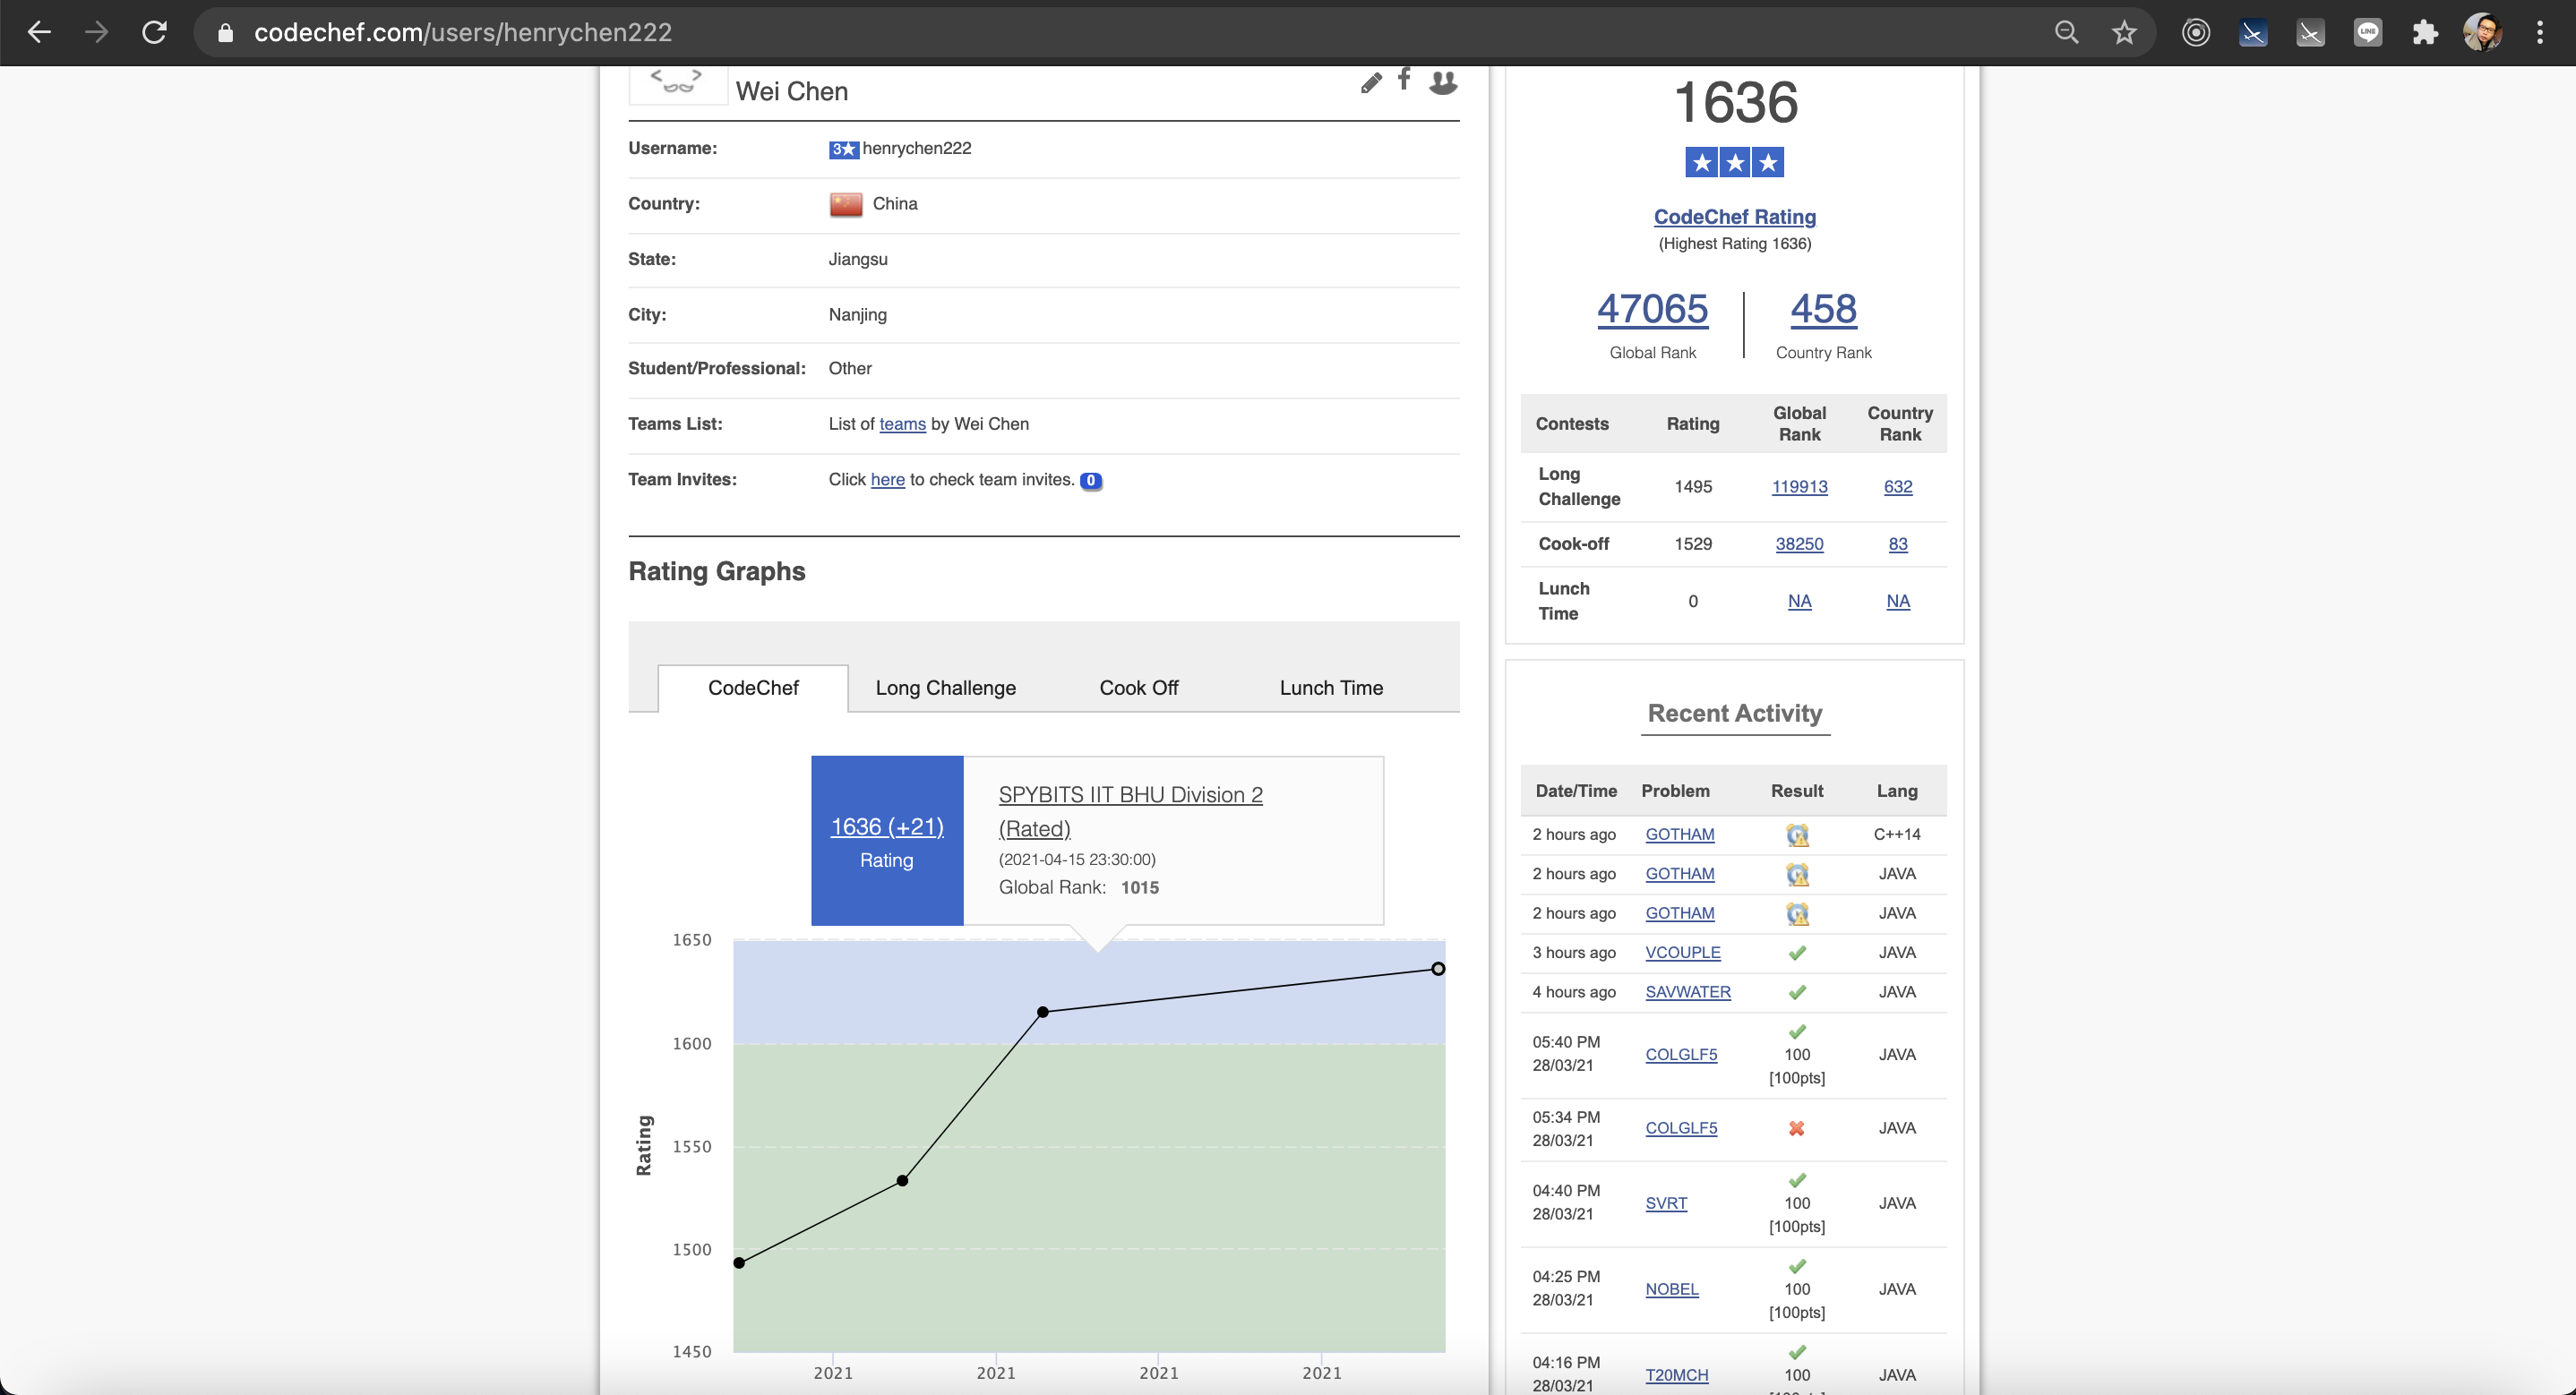 codechef.com/users/henrychen222
LINE
Wei Chen
Username: 3★ henrychen222
Country: China
State: Jiangsu
City: Nanjing
Student/Professional: Other
Teams List: List of teams by Wei Chen
Team Invites: Click here to check team invites. 0
Rating Graphs
CodeChef Long Challenge Cook Off Lunch Time
1636 (+21)
Rating
SPYBITS IIT BHU Division 2
(Rated)
(2021-04-15 23:30:00)
Global Rank: 1015
Rating
1650
1600
1550
1500
1450
2021 2021 2021 2021
1636
★★★
CodeChef Rating
(Highest Rating 1636)
47065 458
Global Rank Country Rank
Contests Rating Global Rank Country Rank
Long Challenge 1495 119913 632
Cook-off 1529 38250 83
Lunch Time 0 NA NA
Recent Activity
Date/Time Problem Result Lang
2 hours ago GOTHAM C++14
2 hours ago GOTHAM JAVA
2 hours ago GOTHAM JAVA
3 hours ago VCOUPLE JAVA
4 hours ago SAVWATER JAVA
05:40 PM 28/03/21 COLGLF5 100 [100pts] JAVA
05:34 PM 28/03/21 COLGLF5 JAVA
04:40 PM 28/03/21 SVRT 100 [100pts] JAVA
04:25 PM 28/03/21 NOBEL 100 [100pts] JAVA
04:16 PM 28/03/21 T20MCH 100 JAVA